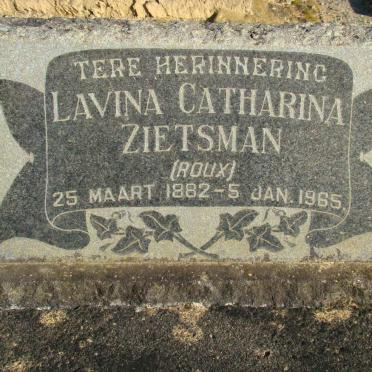 TERE HERINNERING
LAVINA CATHARINA
ZIETSMAN
(ROUX)
25 MAART 1882 - 5 JAN. 1965.